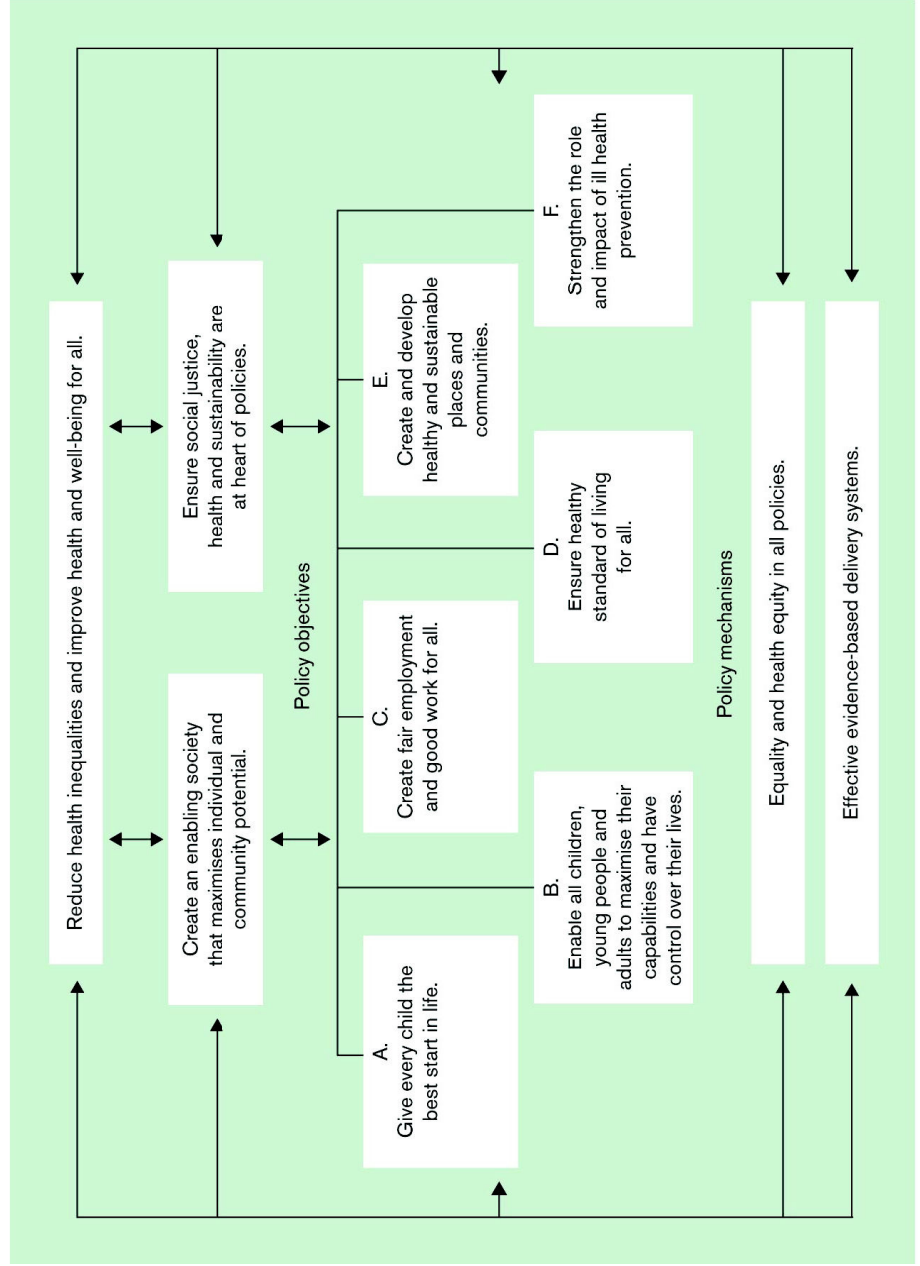 Reduce health inequalities and improve health and well-being for all.
Create an enabling society
that maximises individual and
community potential.
Ensure social justice,
health and sustainability are
at heart of policies.
Policy objectives
A.
Give every child the
best start in life.
B.
Enable all children,
young people and
adults to maximise their
capabilities and have
control over their lives.
C.
Create fair employment
and good work for all.
D.
Ensure healthy
standard of living
for all.
E.
Create and develop
healthy and sustainable
places and
communities.
F.
Strengthen the role
and impact of ill health
prevention.
Policy mechanisms
Equality and health equity in all policies.
Effective evidence-based delivery systems.